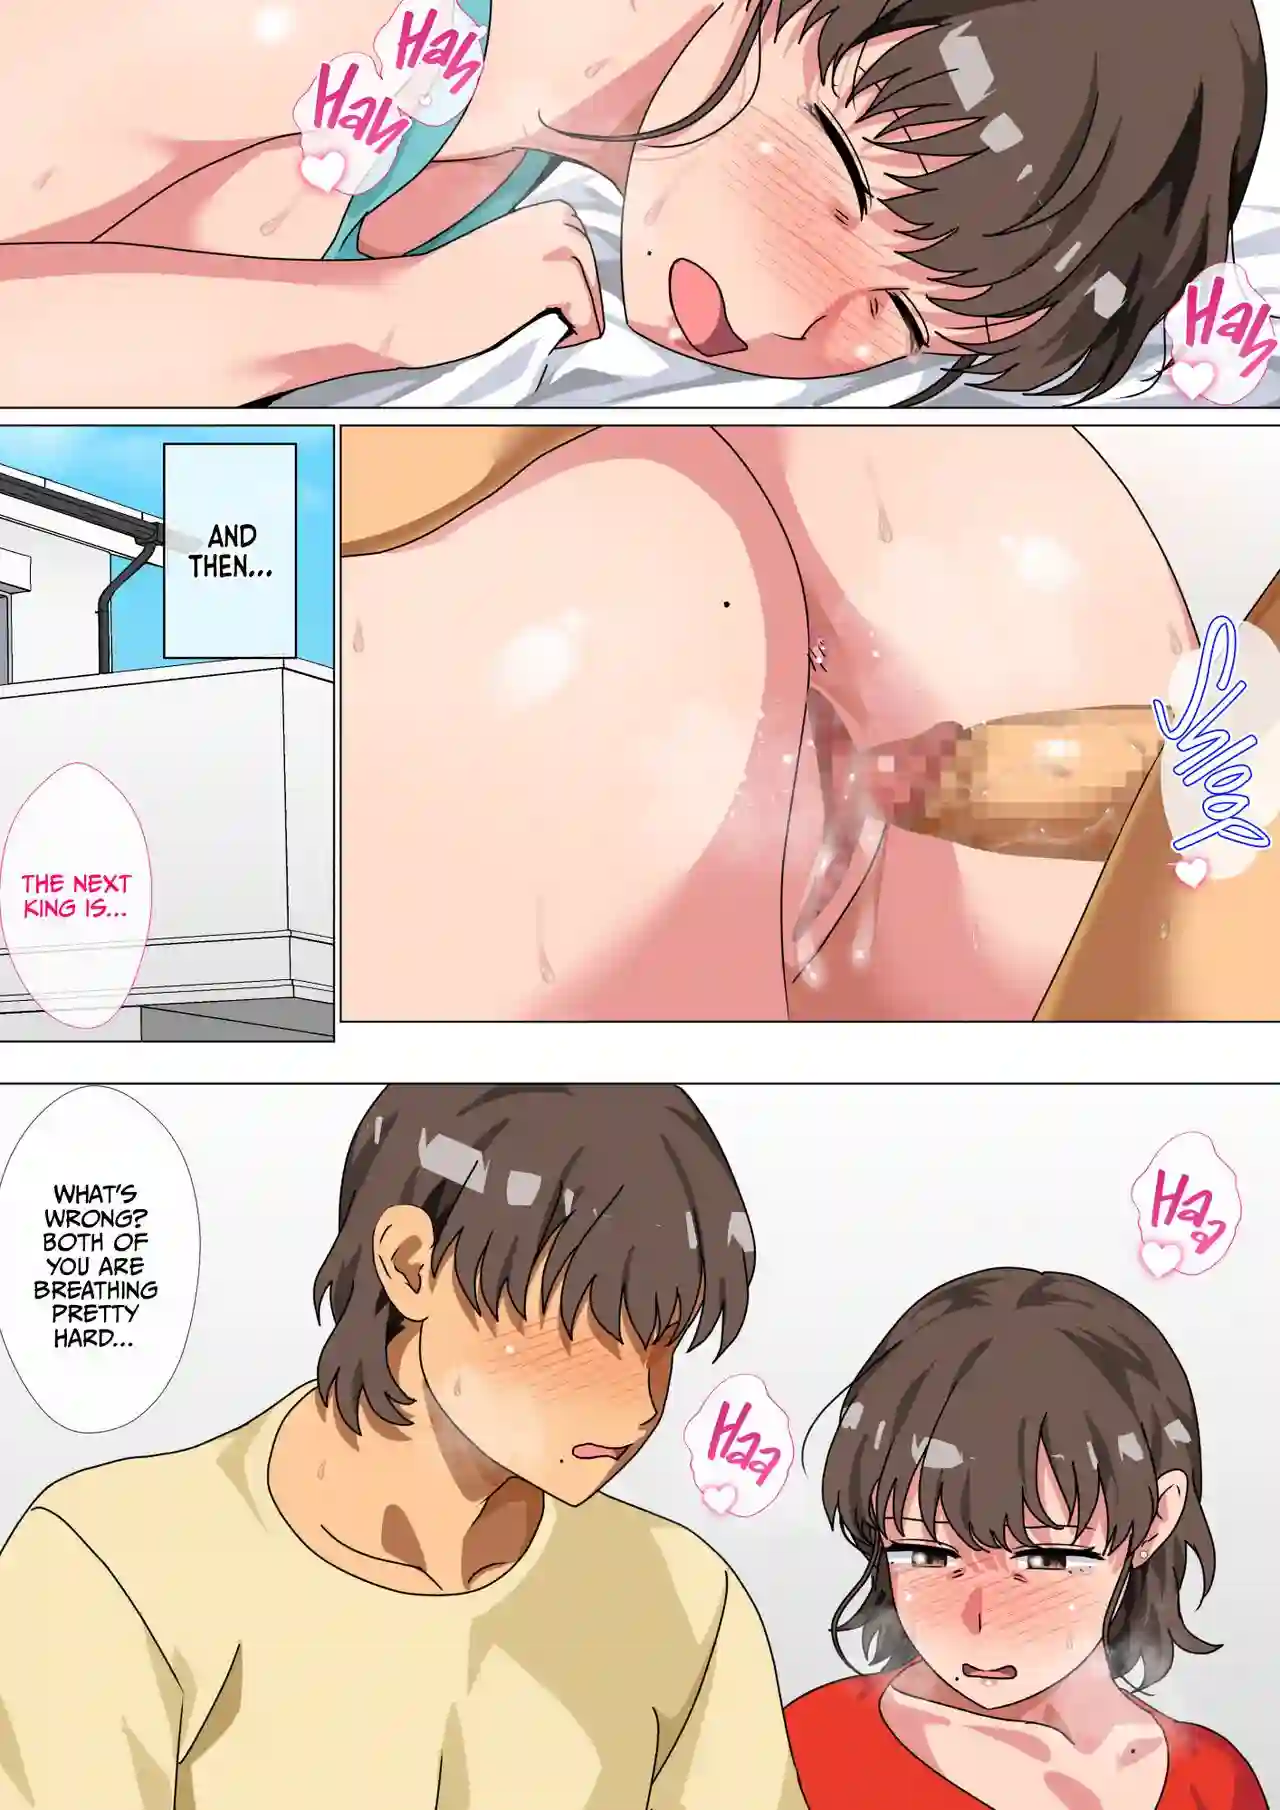 Hah
Hah
Hah
AND
THEN...
Shloop
THE NEXT
KING IS...
WHAT'S
WRONG?
BOTH OF
YOU ARE
BREATHING
PRETTY
HARD...
Haa
Haa